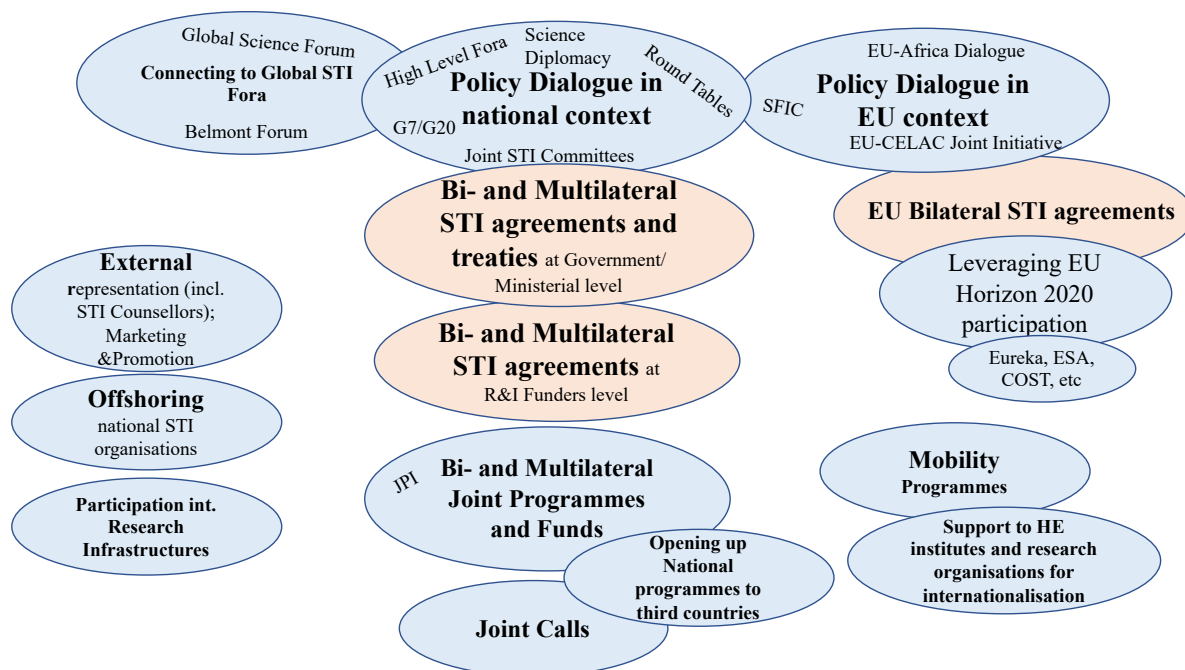 Global Science Forum
Connecting to Global STI
Fora
Belmont Forum
High Level Fora
Science
Diplomacy
Round Tables
Policy Dialogue in
national context
G7/G20
Joint STI Committees
EU-Africa Dialogue
Policy Dialogue in
SFIC
EU context
EU-CELAC Joint Initiative
Bi- and Multilateral
STI agreements and
treaties at Government/
Ministerial level
EU Bilateral STI agreements
External
representation (incl.
STI Counsellors);
Marketing
&Promotion
Leveraging EU
Horizon 2020
participation
Bi- and Multilateral
STI agreements at
R&I Funders level
Eureka, ESA,
COST, etc
Offshoring
national STI
organisations
JPI
Bi- and Multilateral
Joint Programmes
and Funds
Mobility
Programmes
Participation int.
Research
Infrastructures
Opening up
National
programmes to
third countries
Support to HE
institutes and research
organisations for
internationalisation
Joint Calls